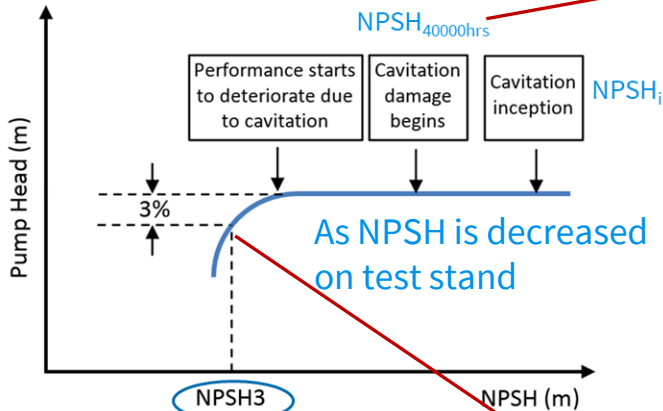 NPSH40000hrs
Performance starts
to deteriorate due
to cavitation
Cavitation
damage
begins
Cavitation
inception
NPSHi
3%
As NPSH is decreased
on test stand
Pump Head (m)
NPSH3
NPSH (m)